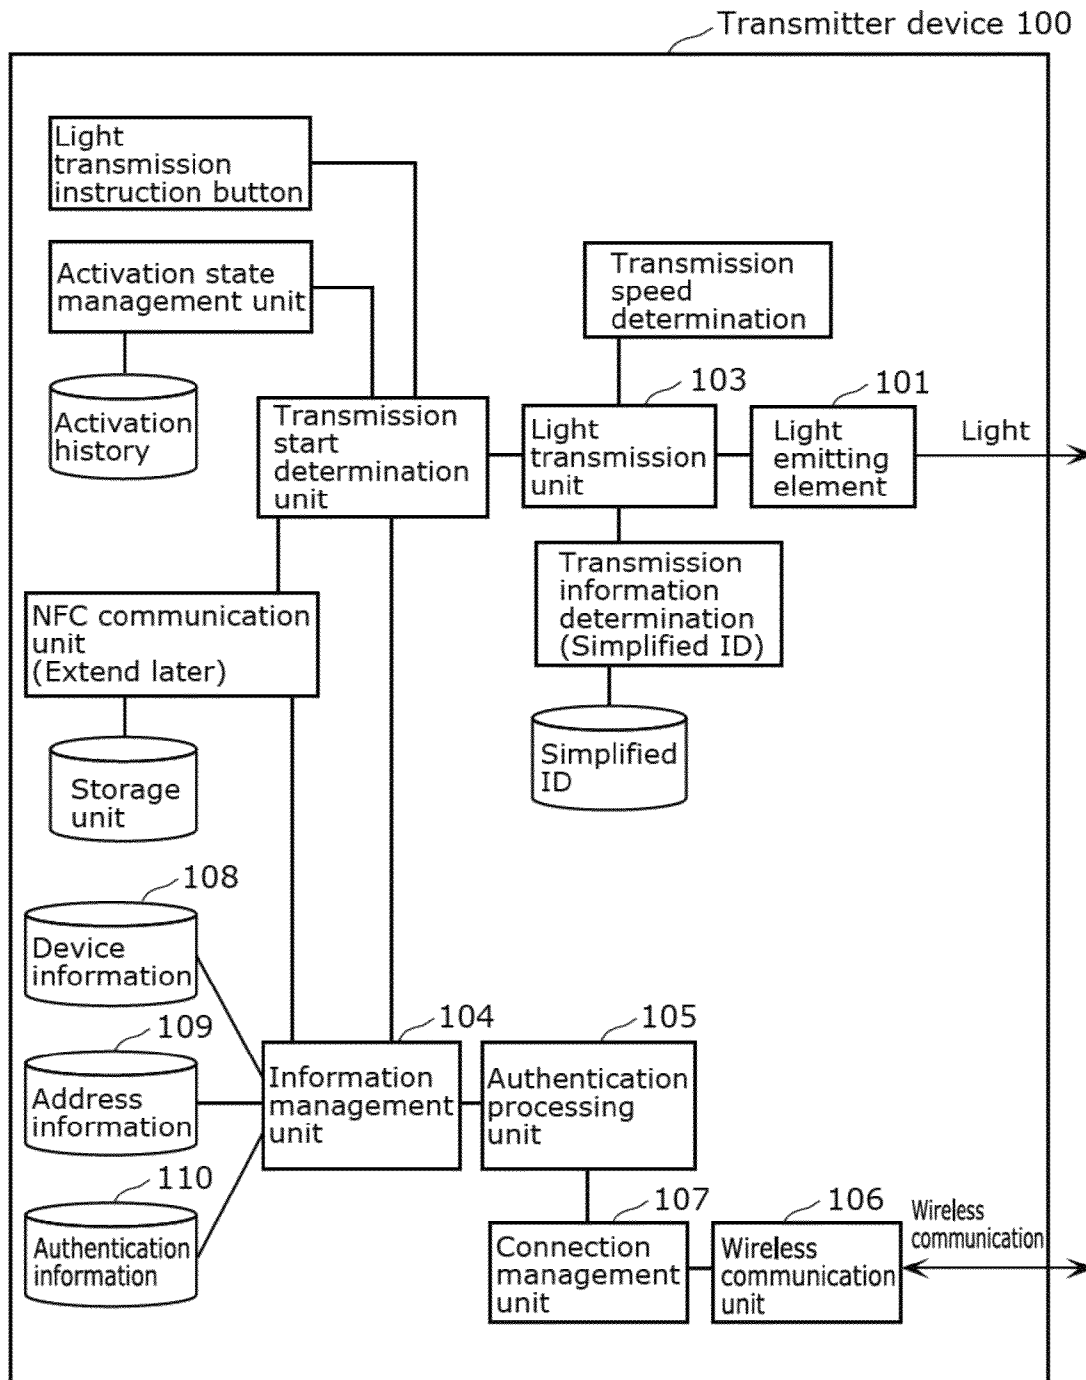 Transmitter device 100
Light
transmission
instruction button
Activation state
management unit
Activation
history
Transmission
speed
determination
Transmission
start
determination
unit
103
Light
transmission
unit
101
Light
emitting
element
Light
NFC communication
unit
(Extend later)
Storage
unit
Transmission
information
determination
(Simplified ID)
Simplified
ID
108
Device
information
109
Address
information
110
Authentication
information
104
Information
management
unit
105
Authentication
processing
unit
107
Connection
management
unit
106
Wireless
communication
unit
Wireless
communication